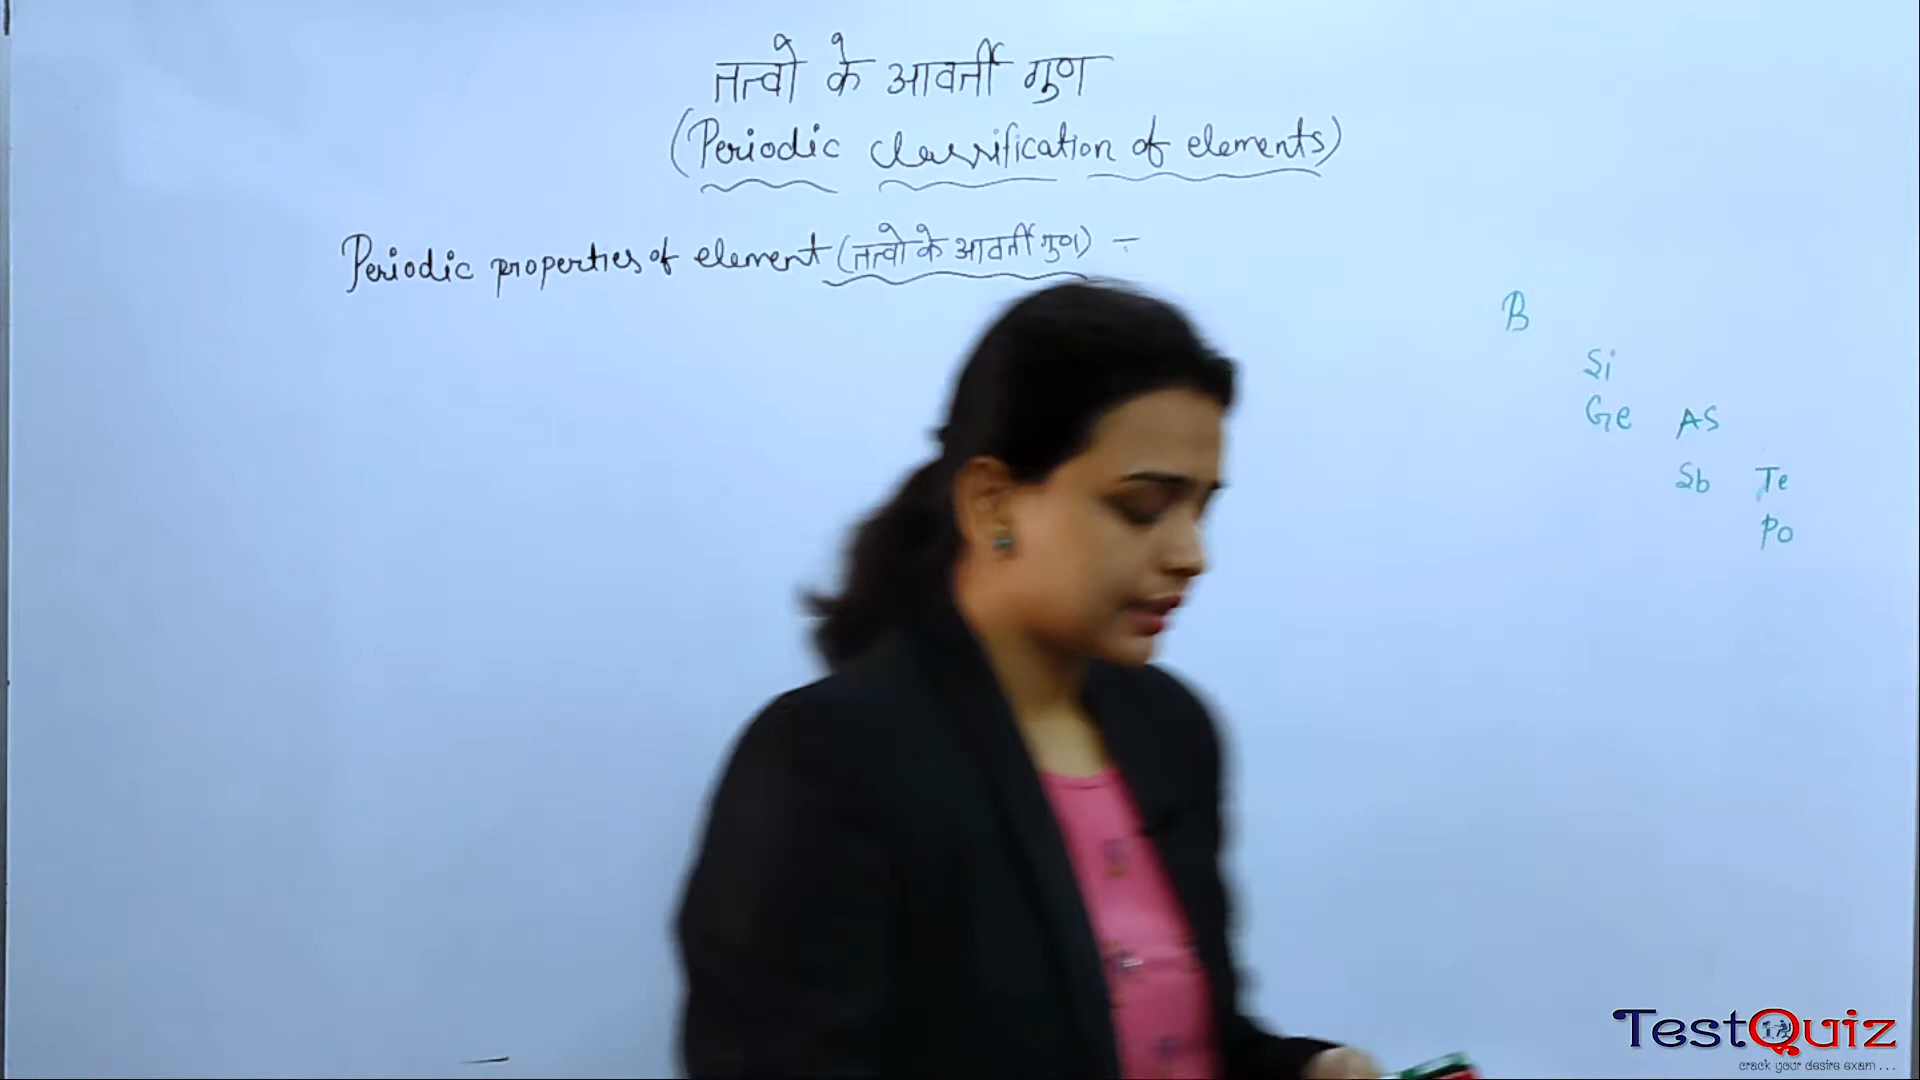 तत्वो के आवर्ती गुण
(Periodic classification of elements)
Periodic properties of element (तत्वो के आवर्ती गुण) -
B
Si
Ge AS
Sb Te
Po
TestQuiz
crack your desire exam ...